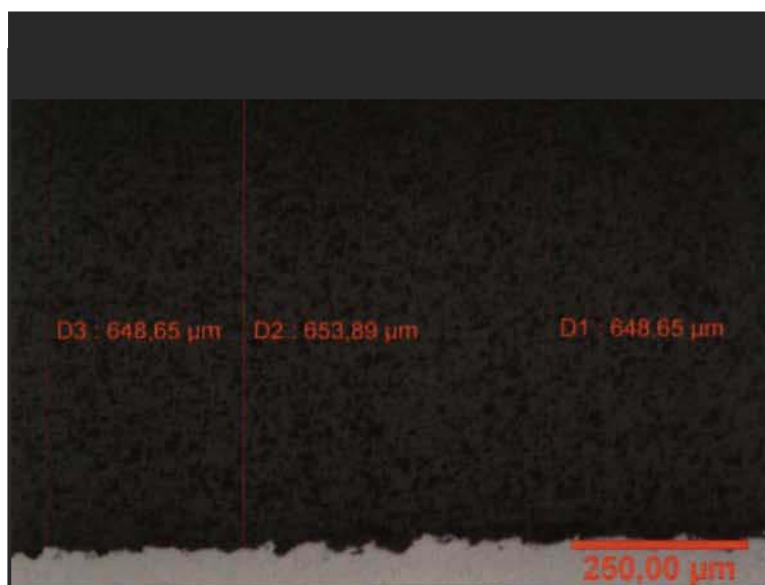 D3 : 648,65 µm
D2 : 653,89 µm
D1 : 648,65 µm
250,00 µm